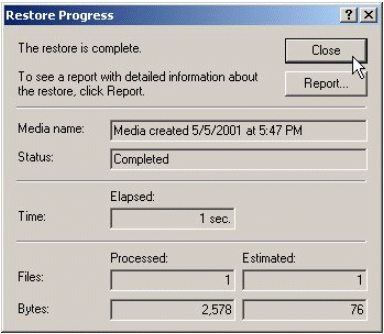 Restore Progress
The restore is complete.
Close
To see a report with detailed information about
the restore, click Report.
Report...
Media name: Media created 5/5/2001 at 5:47 PM
Status: Completed
Elapsed:
Time: 1 sec.
Processed: Estimated:
Files: 1 1
Bytes: 2,578 76